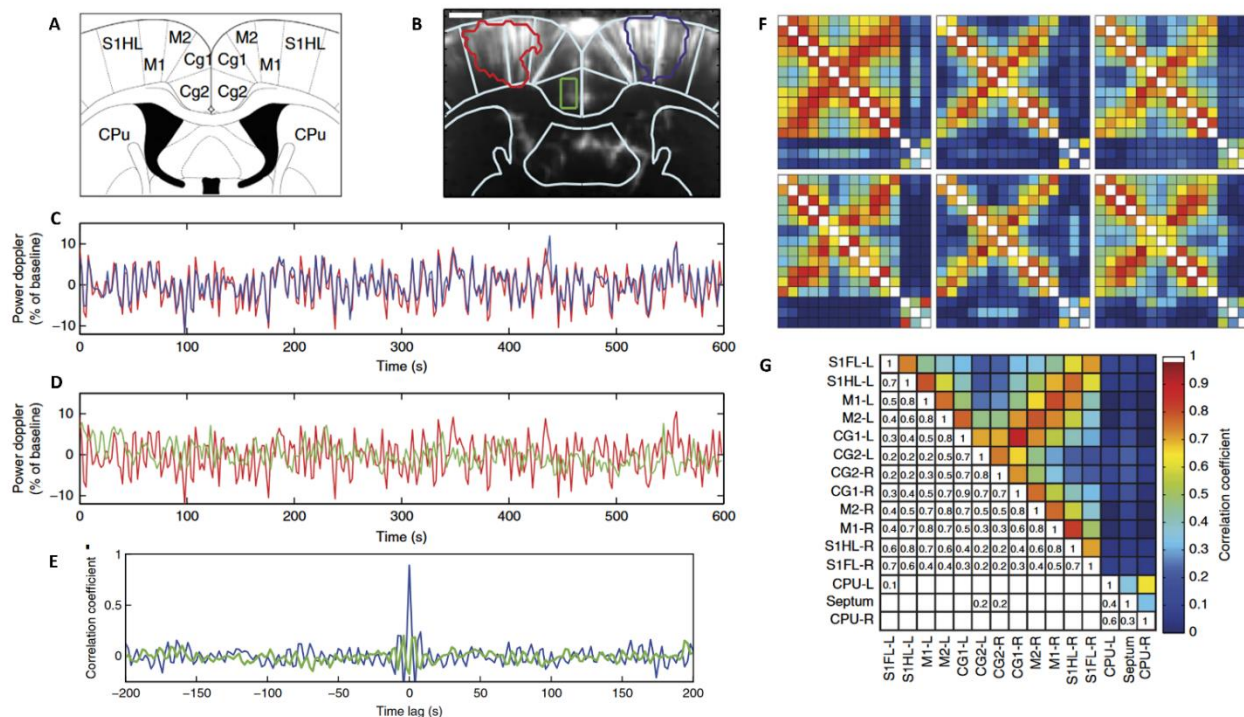 A
S1HL
M1
M2
Cg1
Cg2
M2
Cg1
Cg2
M1
S1HL
CPu
CPu
B
C
Power doppler
(% of baseline)
10
0
−10
0 100 200 300 400 500 600
Time (s)
D
Power doppler
(% of baseline)
10
0
−10
0 100 200 300 400 500 600
Time (s)
E
Correlation coefficient
1
0.5
0
−200 −150 −100 −50 0 50 100 150 200
Time lag (s)
F
G
S1FL-L 1
S1HL-L 0.7 1
M1-L 0.5 0.8 1
M2-L 0.4 0.6 0.8 1
CG1-L 0.3 0.4 0.5 0.8 1
CG2-L 0.2 0.2 0.2 0.5 0.7 1
CG2-R 0.2 0.2 0.3 0.5 0.7 0.8 1
CG1-R 0.3 0.4 0.5 0.7 0.9 0.7 0.7 1
M2-R 0.4 0.5 0.7 0.8 0.7 0.5 0.5 0.8 1
M1-R 0.4 0.7 0.8 0.7 0.5 0.3 0.3 0.6 0.8 1
S1HL-R 0.6 0.8 0.7 0.6 0.4 0.2 0.2 0.4 0.6 0.8 1
S1FL-R 0.7 0.6 0.4 0.4 0.3 0.2 0.2 0.3 0.4 0.5 0.7 1
CPU-L 0.1 1
Septum 0.2 0.2 0.4 1
CPU-R 0.6 0.3 1
S1FL-L S1HL-L M1-L M2-L CG1-L CG2-L CG2-R CG1-R M2-R M1-R S1HL-R S1FL-R CPU-L Septum CPU-R
1
0.9
0.8
0.7
0.6
0.5
0.4
0.3
0.2
0.1
0
Correlation coefficient